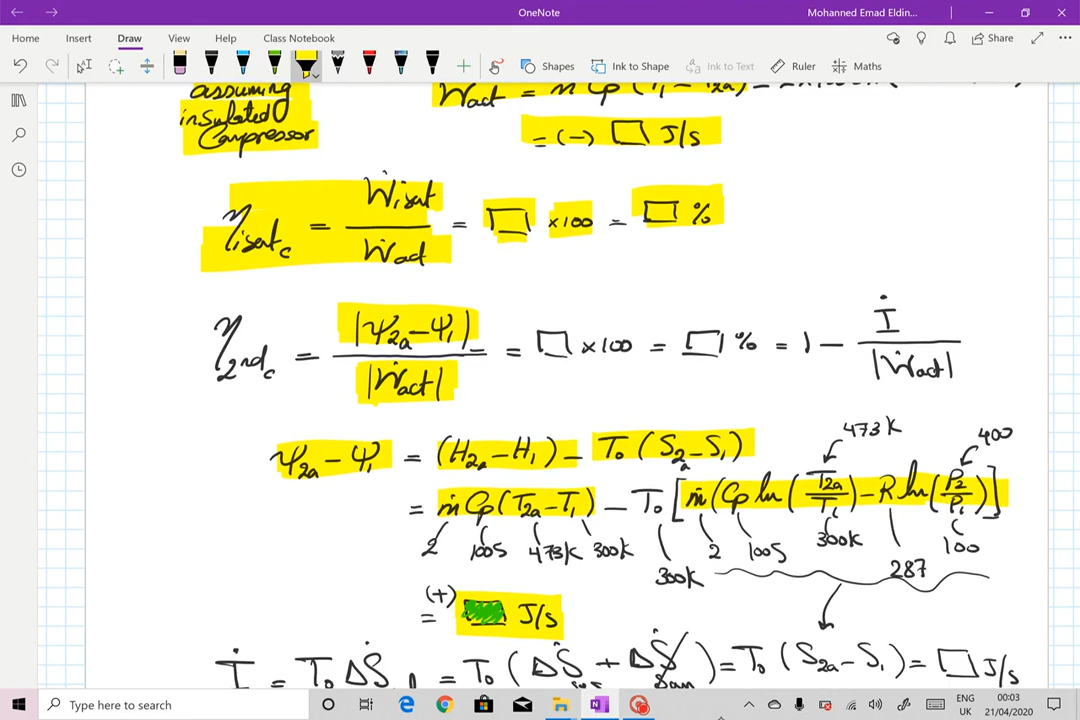 OneNote
Mohanned Emad Eldin...
Home Insert Draw View Help Class Notebook
Share
Shapes Ink to Shape Ink to Text Ruler Maths
assuming
insulated
Compressor
Ẇact = ṁ Cp (T1 - T2a) =
= (-) □ J/s
ηisotc = Ẇisot / Ẇact = □ ×100 = □ %
η2ndc = |Ψ2a - Ψ1| / |Ẇact| = □ ×100 = □ % = 1 - İ / |Ẇact|
473K 400
Ψ2a - Ψ1 = (H2a - H1) - T0 (S2a - S1)
= ṁ Cp (T2a - T1) - T0 [ ṁ (Cp ln (T2a/T1) - R ln (P2/P1) ]
2 1005 473K 300K 300K 2 1005 300K 287 100
(+)
= □ J/s
İ = T0 ΔṠ = T0 (ΔṠsys + ΔṠ) = T0 (S2a - S1) = □ J/s
Type here to search
ENG
UK
00:03
21/04/2020